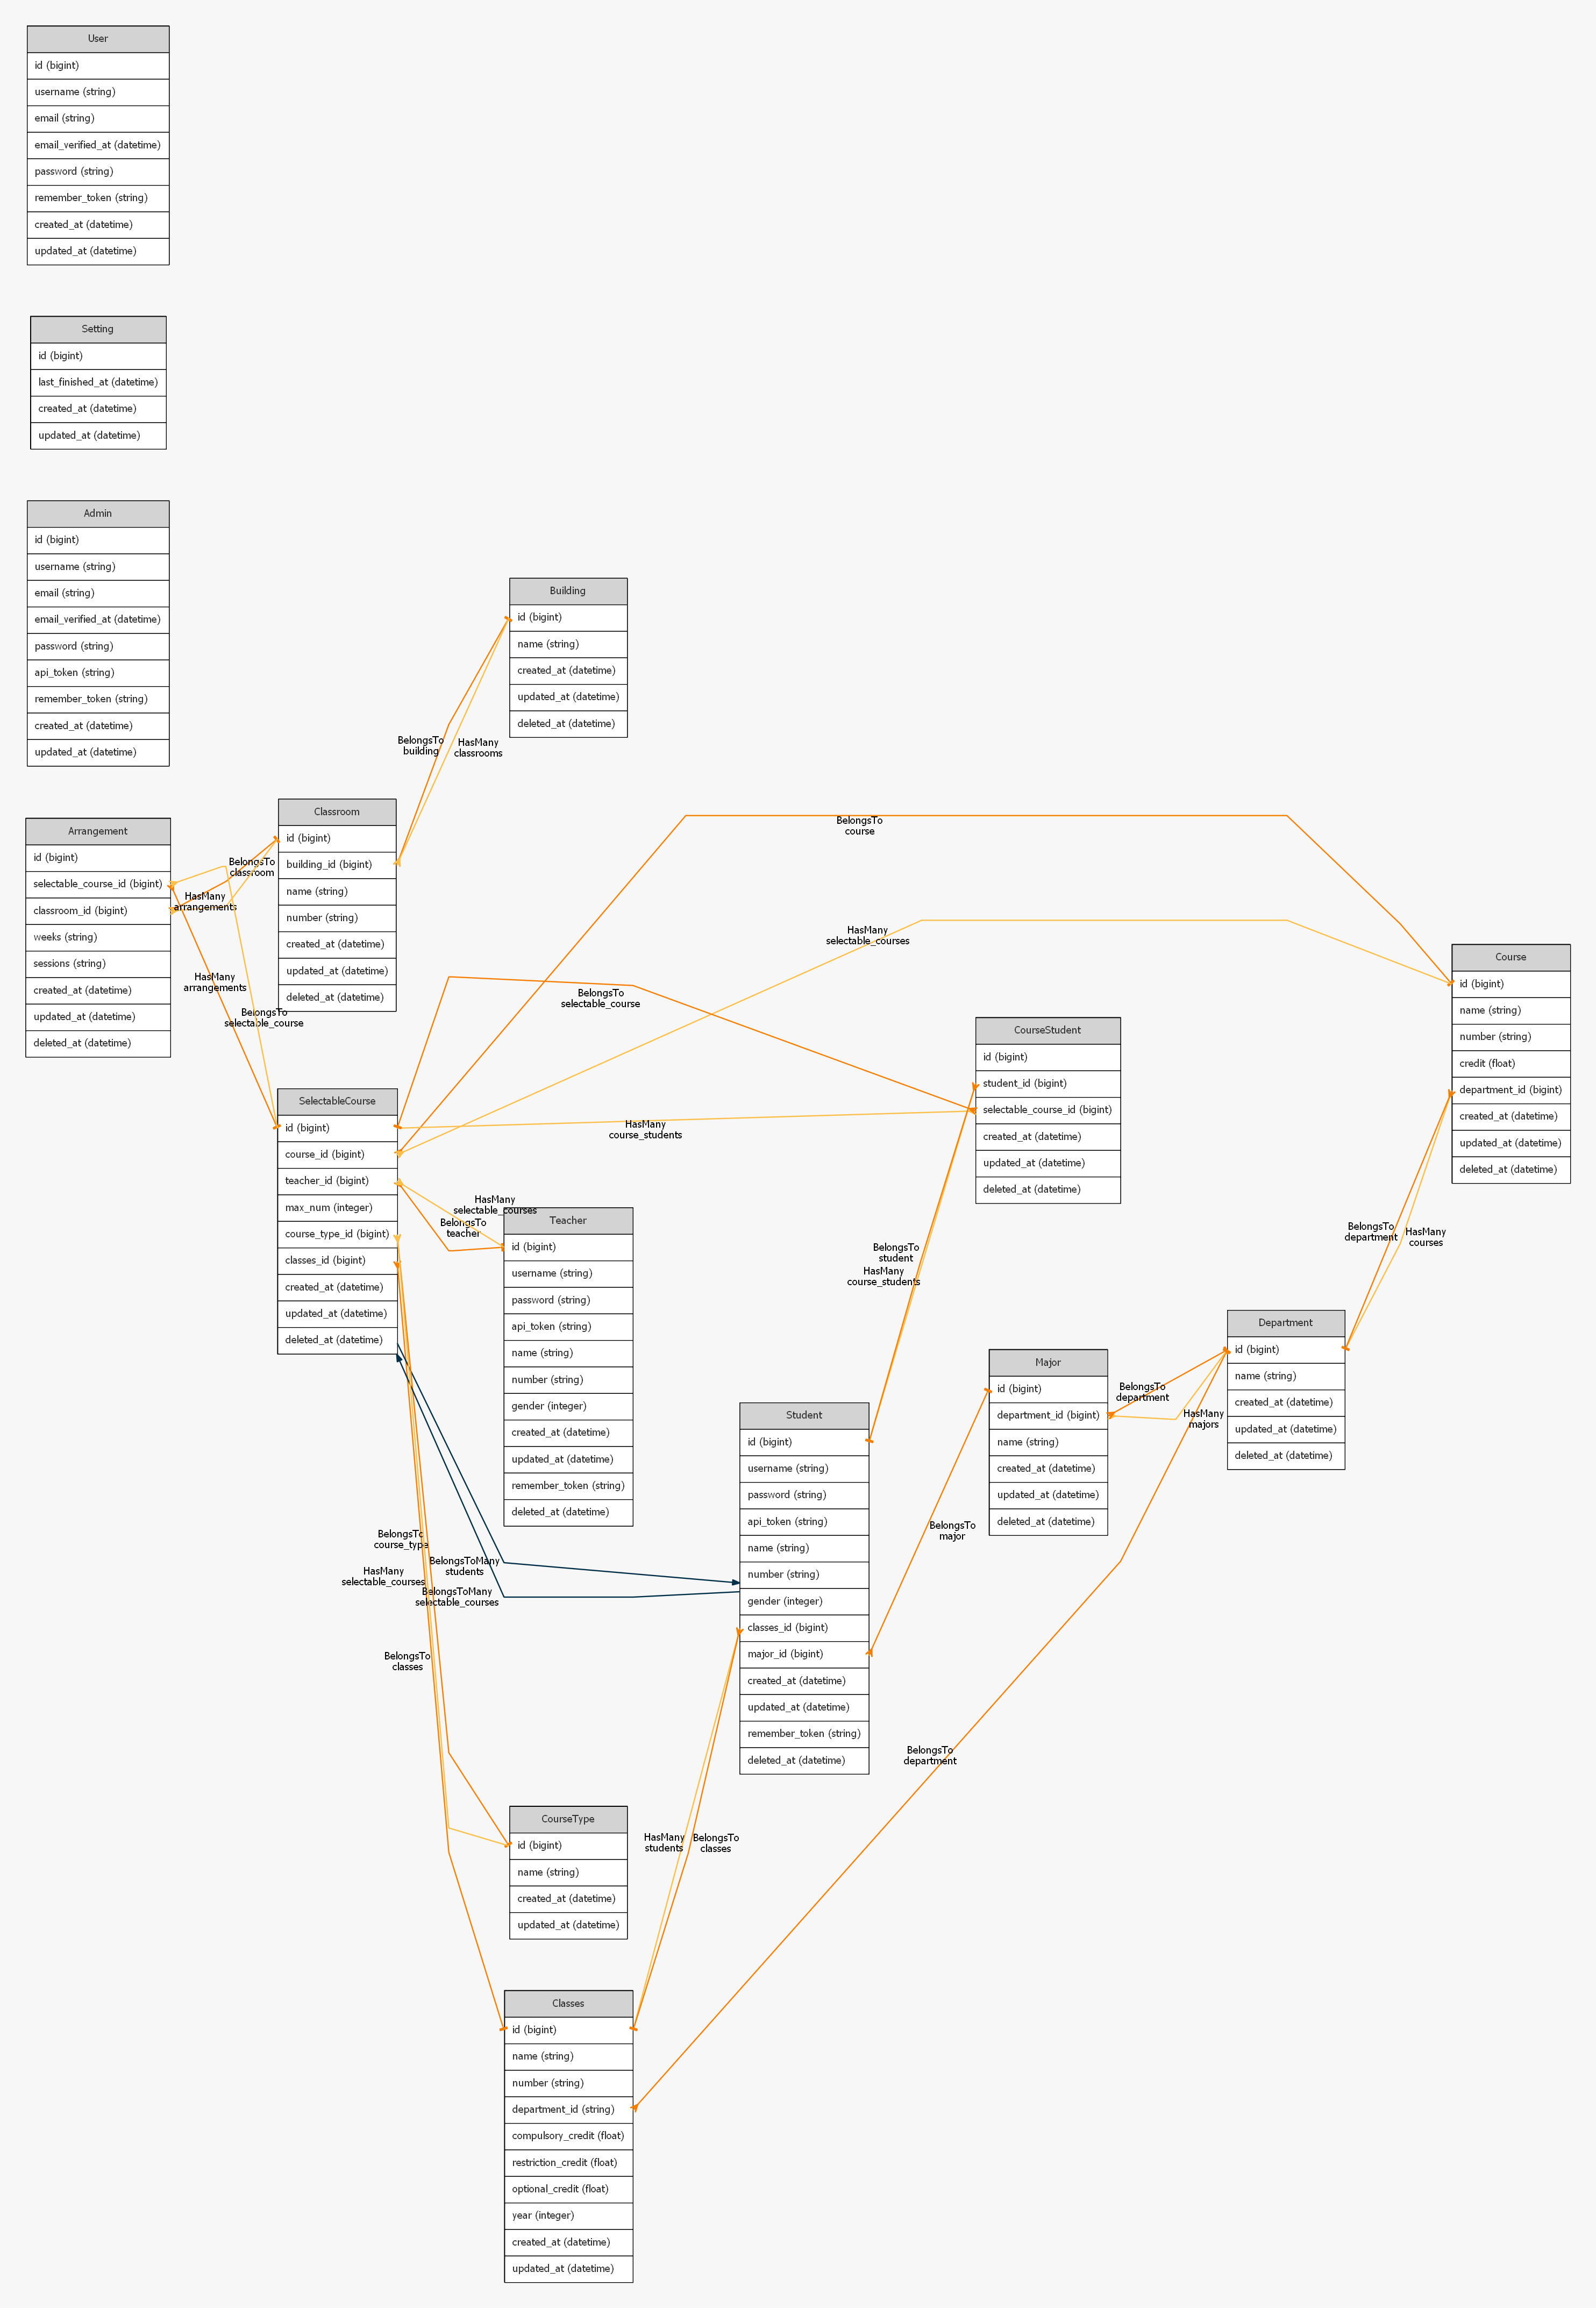 User
id (bigint)
username (string)
email (string)
email_verified_at (datetime)
password (string)
remember_token (string)
created_at (datetime)
updated_at (datetime)
Setting
id (bigint)
last_finished_at (datetime)
created_at (datetime)
updated_at (datetime)
Admin
id (bigint)
username (string)
email (string)
email_verified_at (datetime)
password (string)
api_token (string)
remember_token (string)
created_at (datetime)
updated_at (datetime)
Building
id (bigint)
name (string)
created_at (datetime)
updated_at (datetime)
deleted_at (datetime)
BelongsTo
building
HasMany
classrooms
Arrangement
id (bigint)
selectable_course_id (bigint)
classroom_id (bigint)
weeks (string)
sessions (string)
created_at (datetime)
updated_at (datetime)
deleted_at (datetime)
BelongsTo
classroom
HasMany
arrangements
HasMany
arrangements
BelongsTo
selectable_course
Classroom
id (bigint)
building_id (bigint)
name (string)
number (string)
created_at (datetime)
updated_at (datetime)
deleted_at (datetime)
BelongsTo
course
HasMany
selectable_courses
BelongsTo
selectable_course
HasMany
course_students
Course
id (bigint)
name (string)
number (string)
credit (float)
department_id (bigint)
created_at (datetime)
updated_at (datetime)
deleted_at (datetime)
CourseStudent
id (bigint)
student_id (bigint)
selectable_course_id (bigint)
created_at (datetime)
updated_at (datetime)
deleted_at (datetime)
SelectableCourse
id (bigint)
course_id (bigint)
teacher_id (bigint)
max_num (integer)
course_type_id (bigint)
classes_id (bigint)
created_at (datetime)
updated_at (datetime)
deleted_at (datetime)
HasMany
selectable_courses
BelongsTo
teacher
Teacher
id (bigint)
username (string)
password (string)
api_token (string)
name (string)
number (string)
gender (integer)
created_at (datetime)
updated_at (datetime)
remember_token (string)
deleted_at (datetime)
BelongsTo
student
HasMany
course_students
BelongsTo
department
HasMany
courses
Department
id (bigint)
name (string)
created_at (datetime)
updated_at (datetime)
deleted_at (datetime)
Major
id (bigint)
department_id (bigint)
name (string)
created_at (datetime)
updated_at (datetime)
deleted_at (datetime)
BelongsTo
department
HasMany
majors
Student
id (bigint)
username (string)
password (string)
api_token (string)
name (string)
number (string)
gender (integer)
classes_id (bigint)
major_id (bigint)
created_at (datetime)
updated_at (datetime)
remember_token (string)
deleted_at (datetime)
BelongsTo
major
BelongsTo
course_type
HasMany
selectable_courses
BelongsToMany
students
BelongsToMany
selectable_courses
BelongsTo
classes
BelongsTo
department
CourseType
id (bigint)
name (string)
created_at (datetime)
updated_at (datetime)
HasMany
students
BelongsTo
classes
Classes
id (bigint)
name (string)
number (string)
department_id (string)
compulsory_credit (float)
restriction_credit (float)
optional_credit (float)
year (integer)
created_at (datetime)
updated_at (datetime)